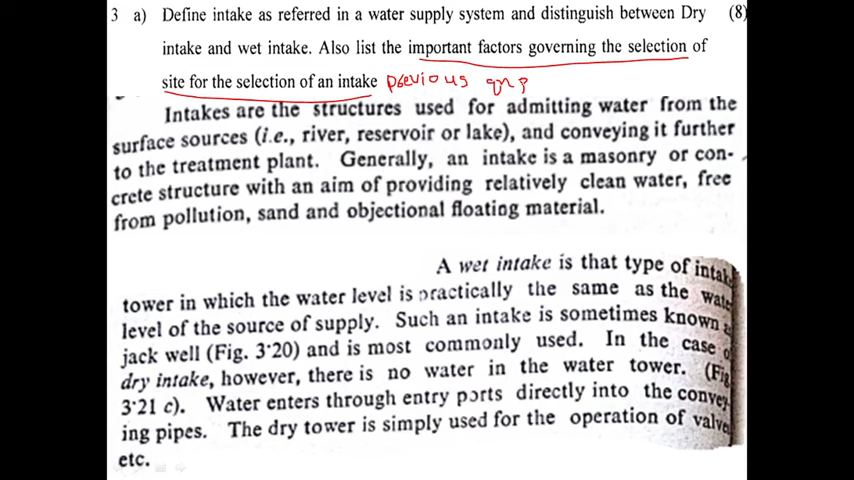 3 a) Define intake as referred in a water supply system and distinguish between Dry (8)
intake and wet intake. Also list the important factors governing the selection of
site for the selection of an intake previous qn p
Intakes are the structures used for admitting water from the
surface sources (i.e., river, reservoir or lake), and conveying it further
to the treatment plant. Generally, an intake is a masonry or con-
crete structure with an aim of providing relatively clean water, free
from pollution, sand and objectional floating material.
A wet intake is that type of intake
tower in which the water level is practically the same as the water
level of the source of supply. Such an intake is sometimes known as
jack well (Fig. 3·20) and is most commonly used. In the case of
dry intake, however, there is no water in the water tower. (Fig
3·21 c). Water enters through entry ports directly into the convey-
ing pipes. The dry tower is simply used for the operation of valve
etc.